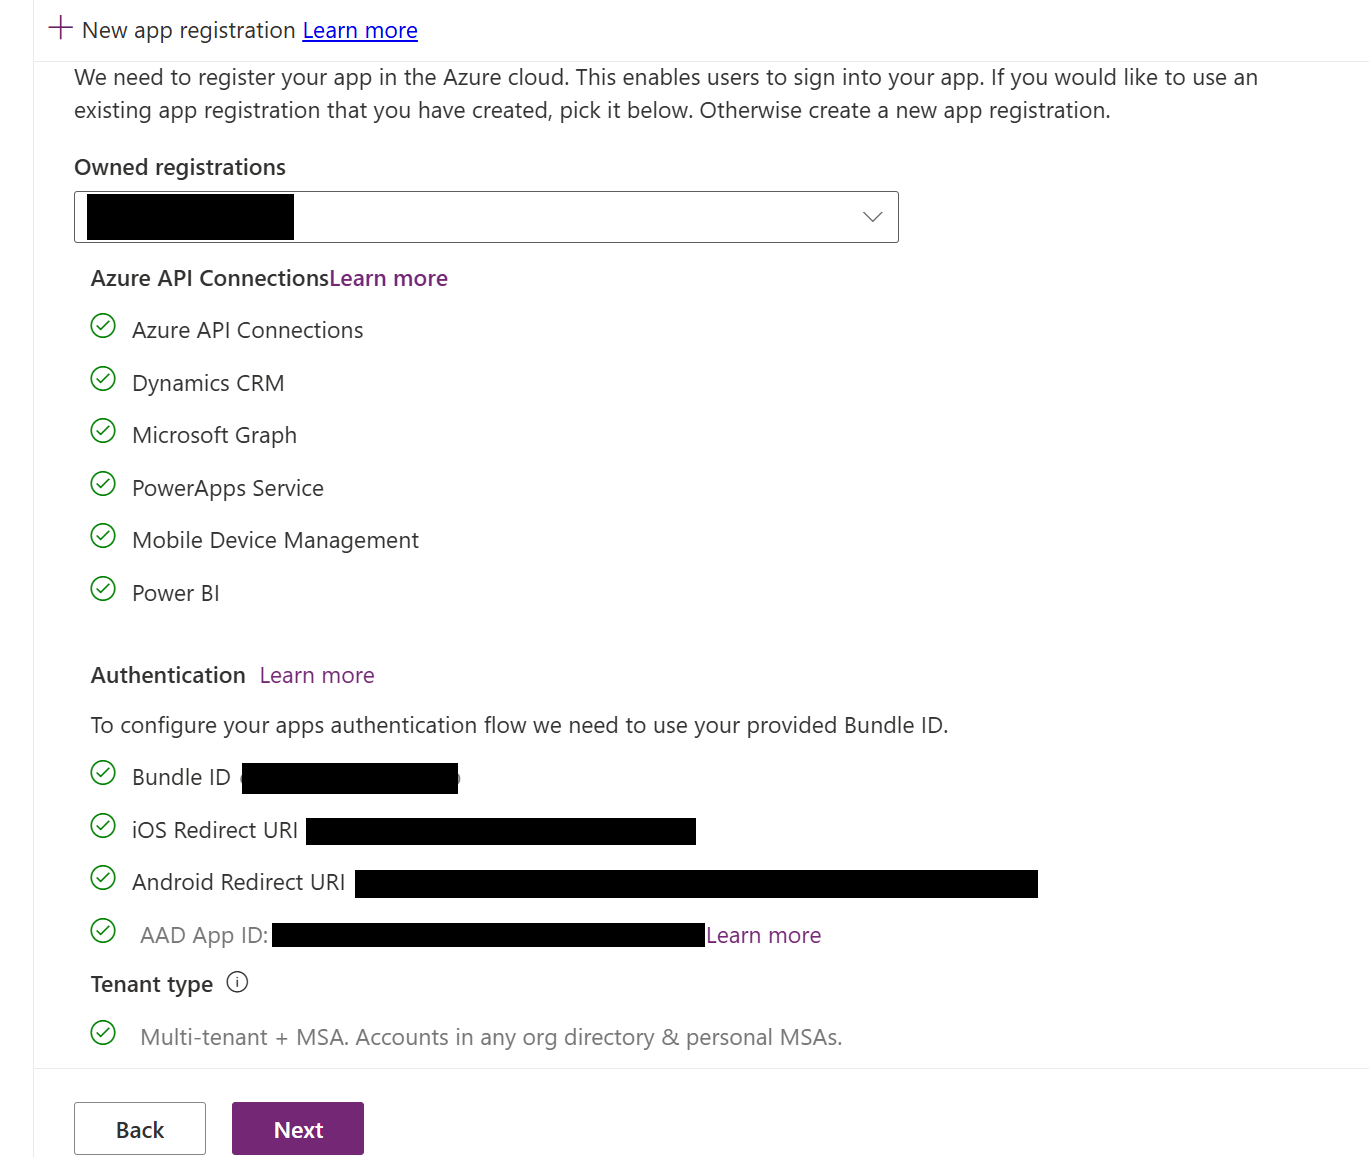 New app registration Learn more
We need to register your app in the Azure cloud. This enables users to sign into your app. If you would like to use an
existing app registration that you have created, pick it below. Otherwise create a new app registration.
Owned registrations
Azure API ConnectionsLearn more
Azure API Connections
Dynamics CRM
Microsoft Graph
PowerApps Service
Mobile Device Management
Power BI
Authentication Learn more
To configure your apps authentication flow we need to use your provided Bundle ID.
Bundle ID
iOS Redirect URI
Android Redirect URI
AAD App ID: Learn more
Tenant type
Multi-tenant + MSA. Accounts in any org directory & personal MSAs.
Back Next